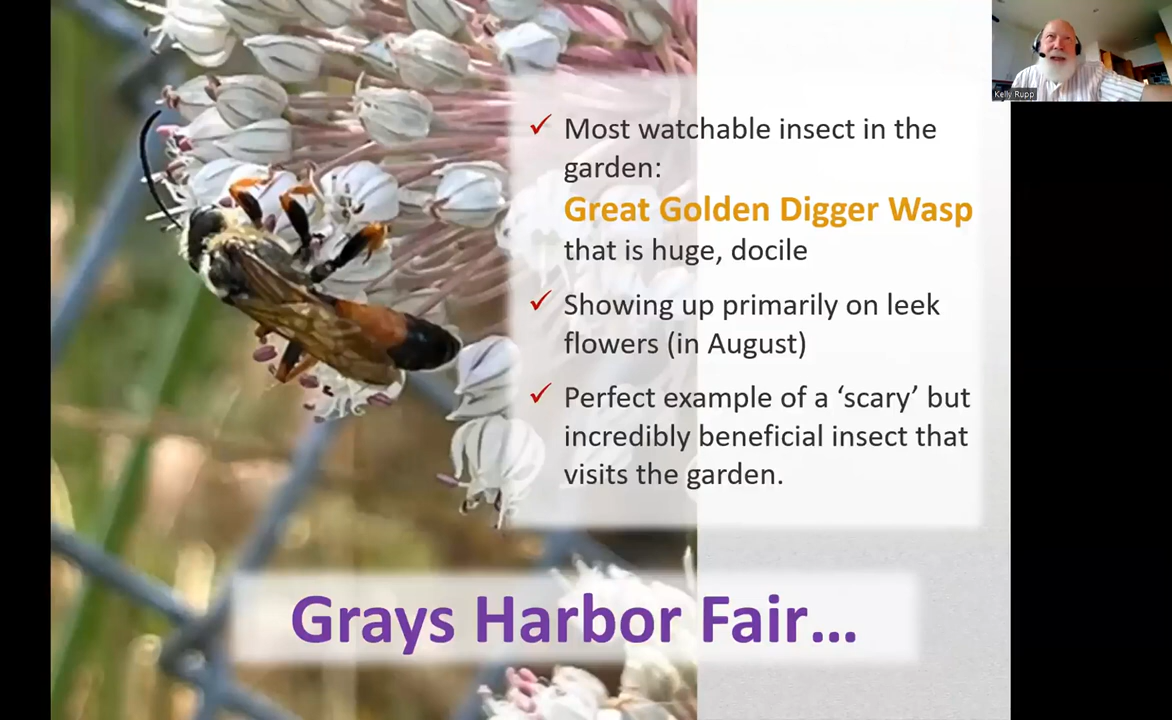 Kelly Rupp
✓ Most watchable insect in the
garden:
Great Golden Digger Wasp
that is huge, docile
✓ Showing up primarily on leek
flowers (in August)
✓ Perfect example of a ‘scary’ but
incredibly beneficial insect that
visits the garden.
Grays Harbor Fair...